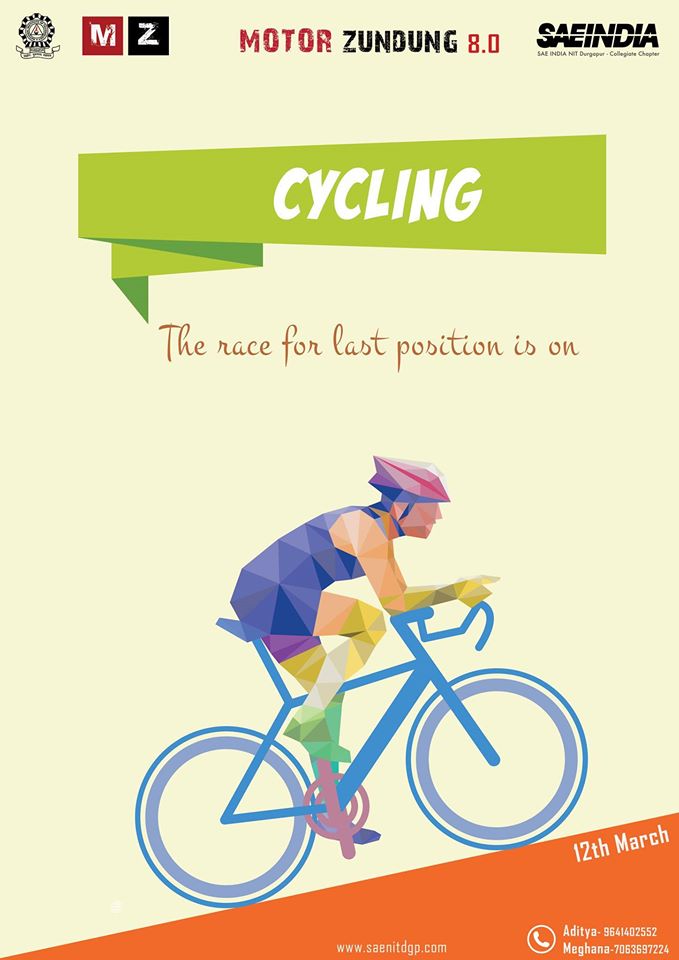 M Z
MOTOR ZUNDUNG 8.0
SAEINDIA
SAE INDIA NIT Durgapur - Collegiate Chapter
CYCLING
The race for last position is on
12th March
www.saenitdgp.com
Aditya- 9641402552
Meghana-7063697224